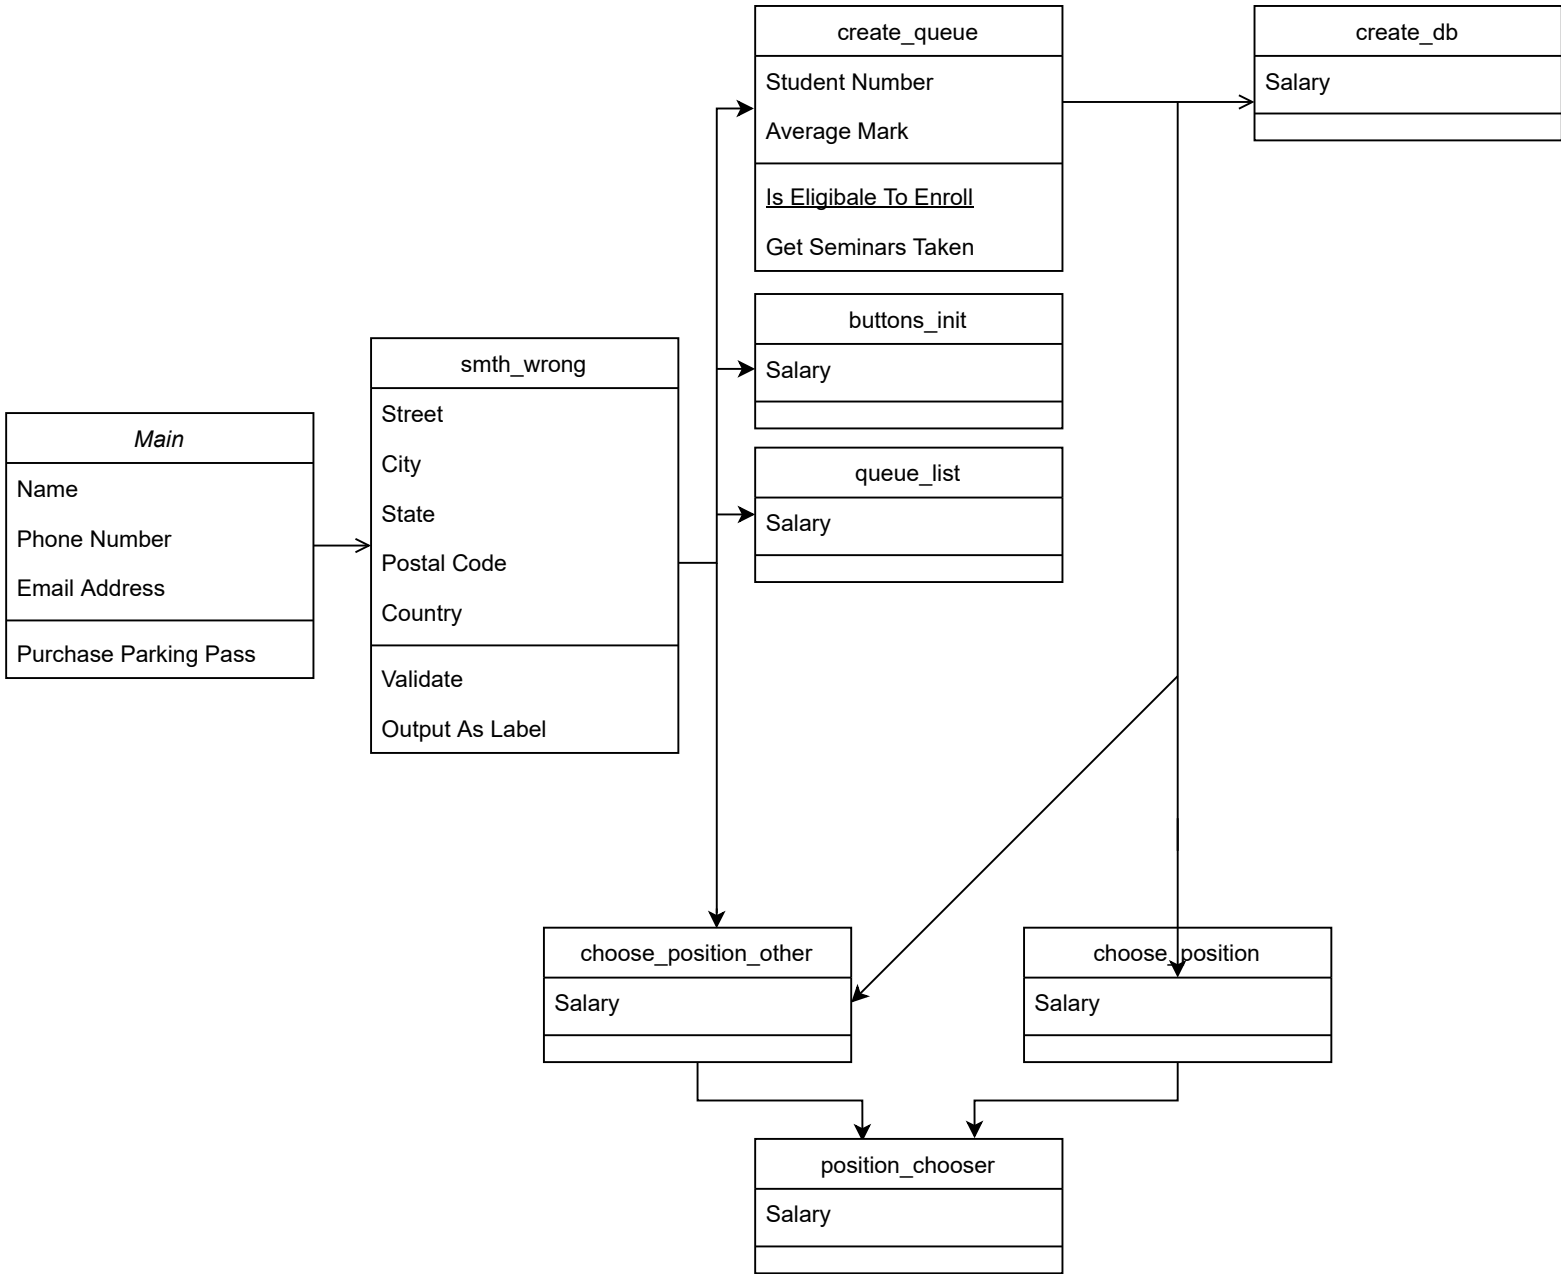 create_queue
Student Number
Average Mark
Is Eligibale To Enroll
Get Seminars Taken
create_db
Salary
buttons_init
Salary
queue_list
Salary
smth_wrong
Street
City
State
Postal Code
Country
Validate
Output As Label
Main
Name
Phone Number
Email Address
Purchase Parking Pass
choose_position_other
Salary
choose_position
Salary
position_chooser
Salary